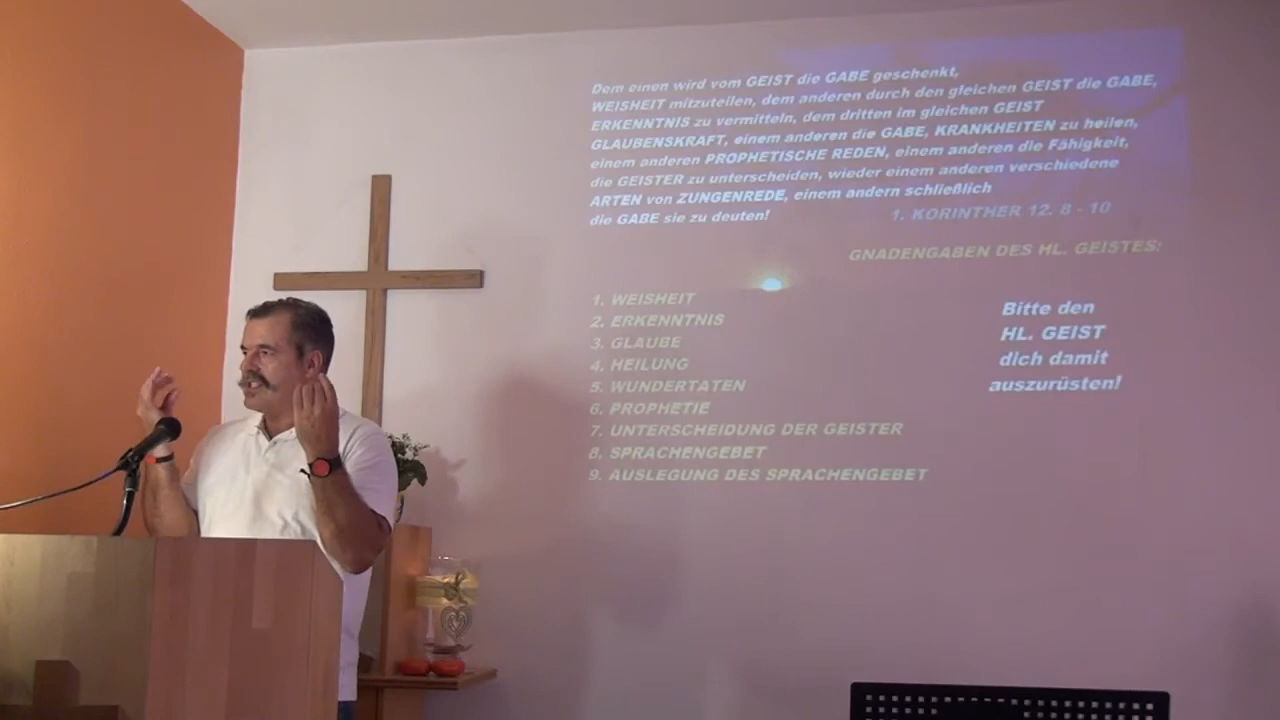 Dem einen wird vom GEIST die GABE geschenkt,
WEISHEIT mitzuteilen, dem anderen durch den gleichen GEIST die GABE,
ERKENNTNIS zu vermitteln, dem dritten im gleichen GEIST
GLAUBENSKRAFT, einem anderen die GABE, KRANKHEITEN zu heilen,
einem anderen PROPHETISCHE REDEN, einem anderen die Fähigkeit,
die GEISTER zu unterscheiden, wieder einem anderen verschiedene
ARTEN von ZUNGENREDE, einem andern schließlich
die GABE sie zu deuten!
1. KORINTHER 12. 8 - 10
GNADENGABEN DES HL. GEISTES:
1. WEISHEIT
2. ERKENNTNIS
3. GLAUBE
4. HEILUNG
5. WUNDERTATEN
6. PROPHETIE
7. UNTERSCHEIDUNG DER GEISTER
8. SPRACHENGEBET
9. AUSLEGUNG DES SPRACHENGEBET
Bitte den
HL. GEIST
dich damit
auszurüsten!